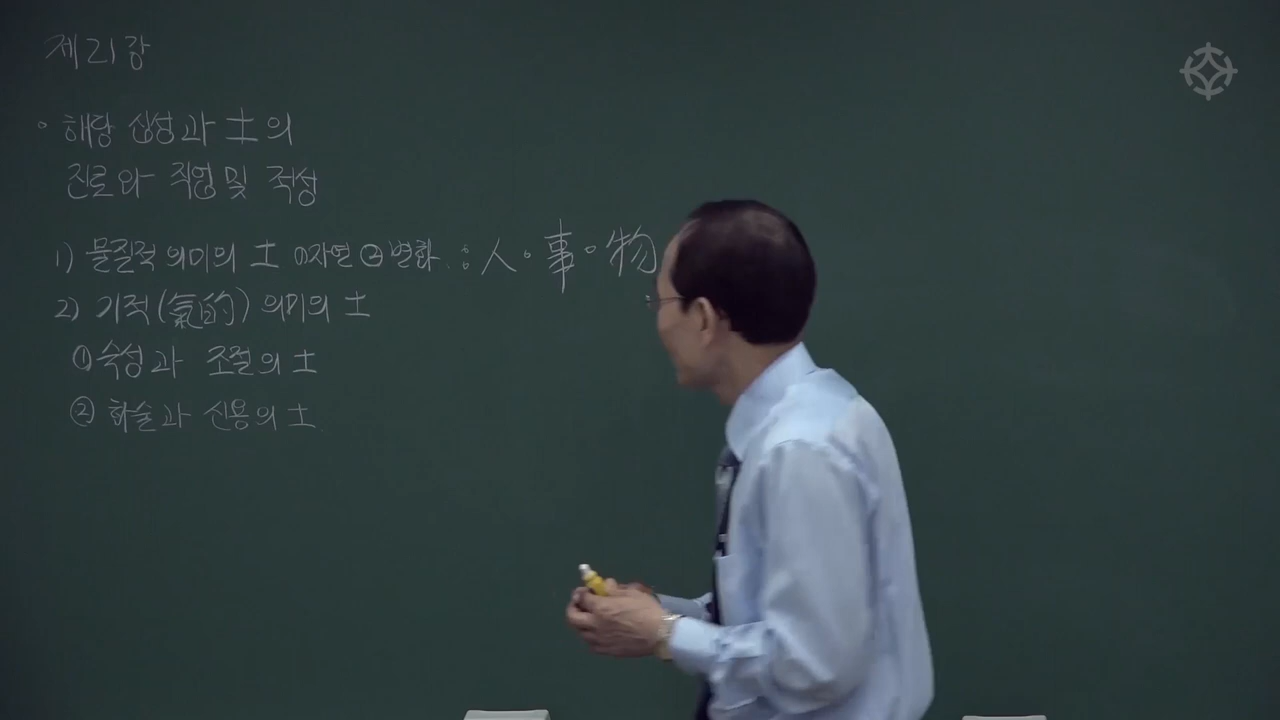 제21강
◦ 해당 십성과 土의
진로와 직업 및 적성
1) 물질적 의미의 土 ①자연 ②변화 : 人 · 事 · 物
2) 기적(氣的) 의미의 土
① 숙성과 조절의 土
② 학술과 신용의 土